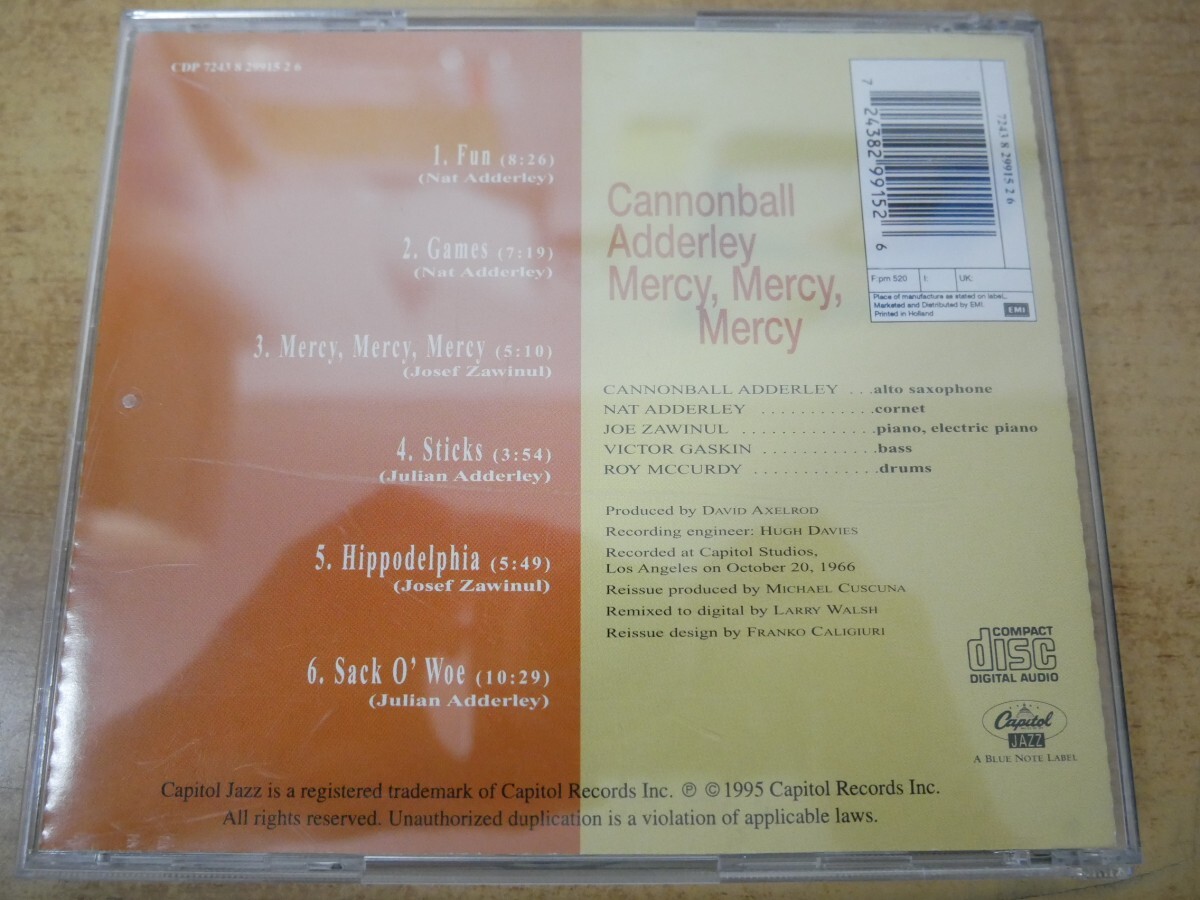 CDP 7243 8 29915 2 6
1. Fun (8:26)
(Nat Adderley)
2. Games (7:19)
(Nat Adderley)
3. Mercy, Mercy, Mercy (5:10)
(Josef Zawinul)
4. Sticks (3:54)
(Julian Adderley)
5. Hippodelphia (5:49)
(Josef Zawinul)
6. Sack O' Woe (10:29)
(Julian Adderley)
Cannonball
Adderley
Mercy, Mercy,
Mercy
7 24382 99152 6
7243 8 29915 2 6
F:pm 520 I: UK:
Place of manufacture as stated on label.
Marketed and Distributed by EMI.
Printed in Holland
EMI
CANNONBALL ADDERLEY . . .alto saxophone
NAT ADDERLEY . . . . . . . . . . . .cornet
JOE ZAWINUL . . . . . . . . . . . . . .piano, electric piano
VICTOR GASKIN . . . . . . . . . . . .bass
ROY MCCURDY . . . . . . . . . . . . .drums
Produced by DAVID AXELROD
Recording engineer: HUGH DAVIES
Recorded at Capitol Studios,
Los Angeles on October 20, 1966
Reissue produced by MICHAEL CUSCUNA
Remixed to digital by LARRY WALSH
Reissue design by FRANKO CALIGIURI
COMPACT
disc
DIGITAL AUDIO
Capitol
JAZZ
A BLUE NOTE LABEL
Capitol Jazz is a registered trademark of Capitol Records Inc. ℗ © 1995 Capitol Records Inc.
All rights reserved. Unauthorized duplication is a violation of applicable laws.